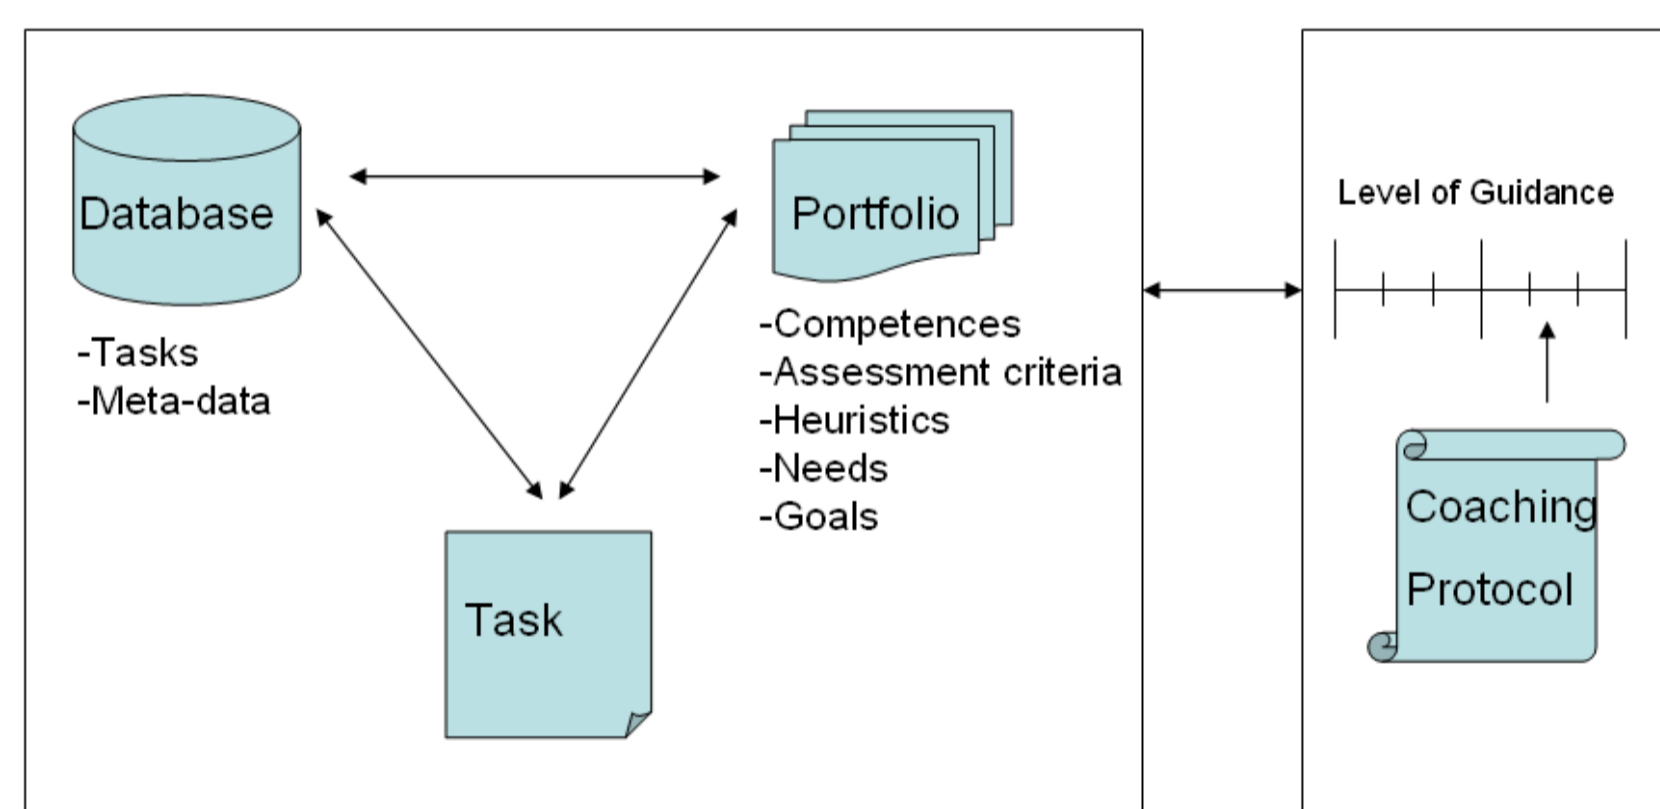 Database
-Tasks
-Meta-data
Portfolio
-Competences
-Assessment criteria
-Heuristics
-Needs
-Goals
Task
Level of Guidance
Coaching
Protocol